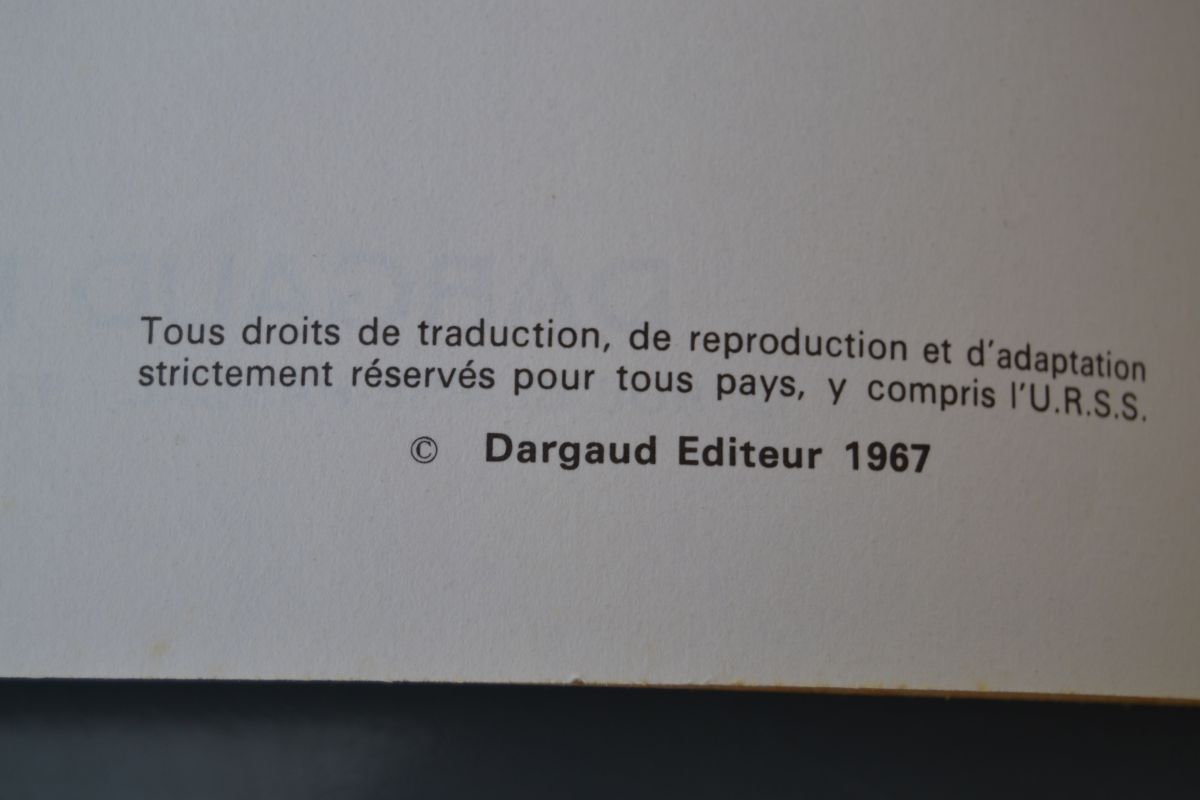 Tous droits de traduction, de reproduction et d'adaptation
strictement réservés pour tous pays, y compris l'U.R.S.S.
© Dargaud Editeur 1967